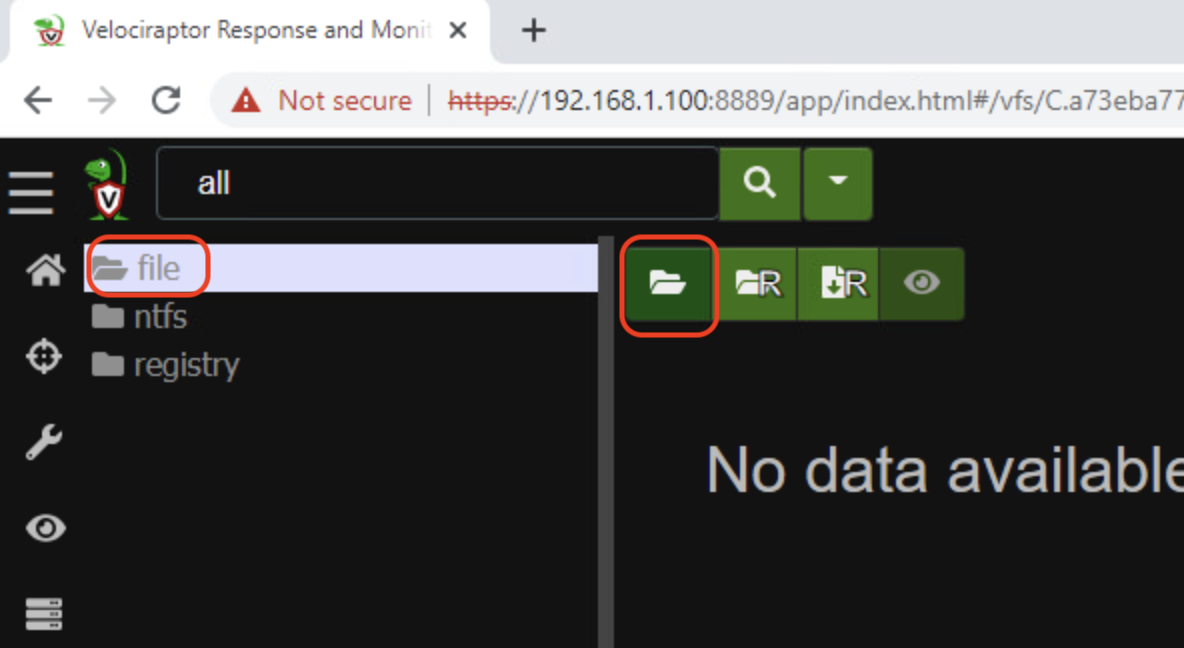 Velociraptor Response and Monit
Not secure | https://192.168.1.100:8889/app/index.html#/vfs/C.a73eba77
V
all
file
R
R
ntfs
registry
No data available